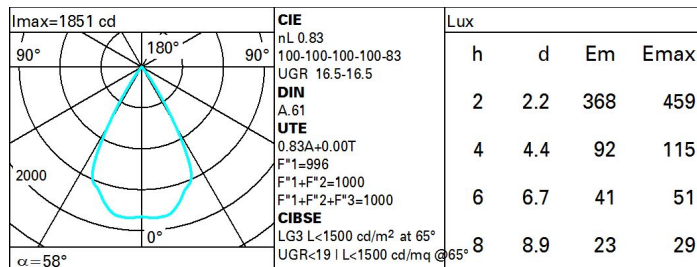 Imax=1851 cd
90° 180° 90°
2000
0°
α=58°
CIE
nL 0.83
100-100-100-100-83
UGR 16.5-16.5
DIN
A.61
UTE
0.83A+0.00T
F"1=996
F"1+F"2=1000
F"1+F"2+F"3=1000
CIBSE
LG3 L<1500 cd/m² at 65°
UGR<19 | L<1500 cd/mq @65°
Lux
h d Em Emax
2 2.2 368 459
4 4.4 92 115
6 6.7 41 51
8 8.9 23 29